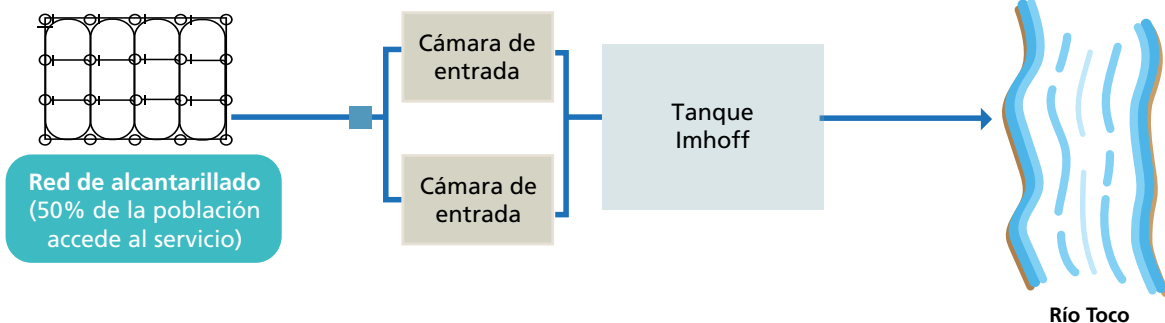 Cámara de
entrada
Tanque
Imhoff
Red de alcantarillado
(50% de la población
accede al servicio)
Cámara de
entrada
Río Toco